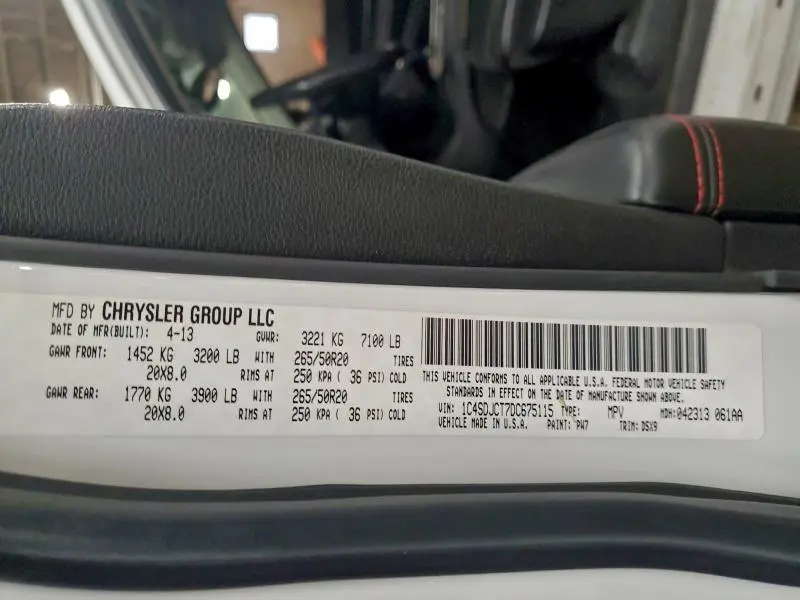 MFD BY CHRYSLER GROUP LLC
DATE OF MFR(BUILT): 4-13 GVWR: 3221 KG 7100 LB
GAWR FRONT: 1452 KG 3200 LB WITH 265/50R20 TIRES
20X8.0 RIMS AT 250 KPA ( 36 PSI) COLD
GAWR REAR: 1770 KG 3900 LB WITH 265/50R20 TIRES
20X8.0 RIMS AT 250 KPA ( 36 PSI) COLD
THIS VEHICLE CONFORMS TO ALL APPLICABLE U.S.A. FEDERAL MOTOR VEHICLE SAFETY
STANDARDS IN EFFECT ON THE DATE OF MANUFACTURE SHOWN ABOVE.
VIN: 1C4SDJCT7DC675115 TYPE: MPV MDH: 042313 061AA
VEHICLE MADE IN U.S.A. PAINT: PW7 TRIM: DSX9